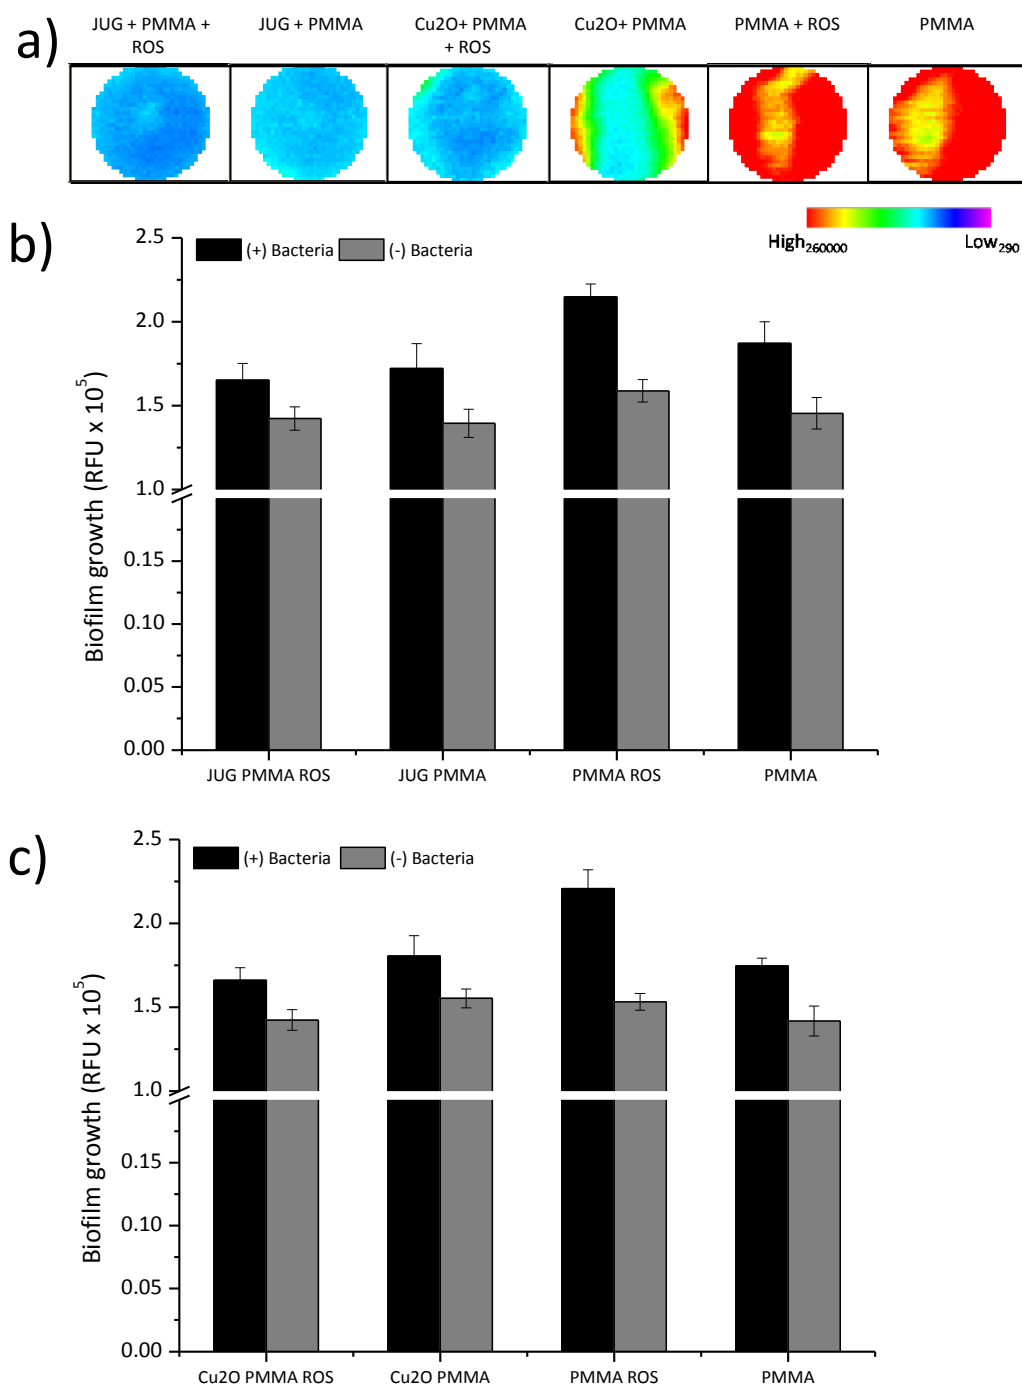 a)
JUG + PMMA +
ROS
JUG + PMMA
Cu2O+ PMMA
+ ROS
Cu2O+ PMMA
PMMA + ROS
PMMA
High260000
Low290
b)
(+) Bacteria
(-) Bacteria
Biofilm growth (RFU x 10^5)
2.5
2.0
1.5
1.0
0.15
0.10
0.05
0.00
JUG PMMA ROS
JUG PMMA
PMMA ROS
PMMA
c)
(+) Bacteria
(-) Bacteria
Biofilm growth (RFU x 10^5)
2.5
2.0
1.5
1.0
0.15
0.10
0.05
0.00
Cu2O PMMA ROS
Cu2O PMMA
PMMA ROS
PMMA